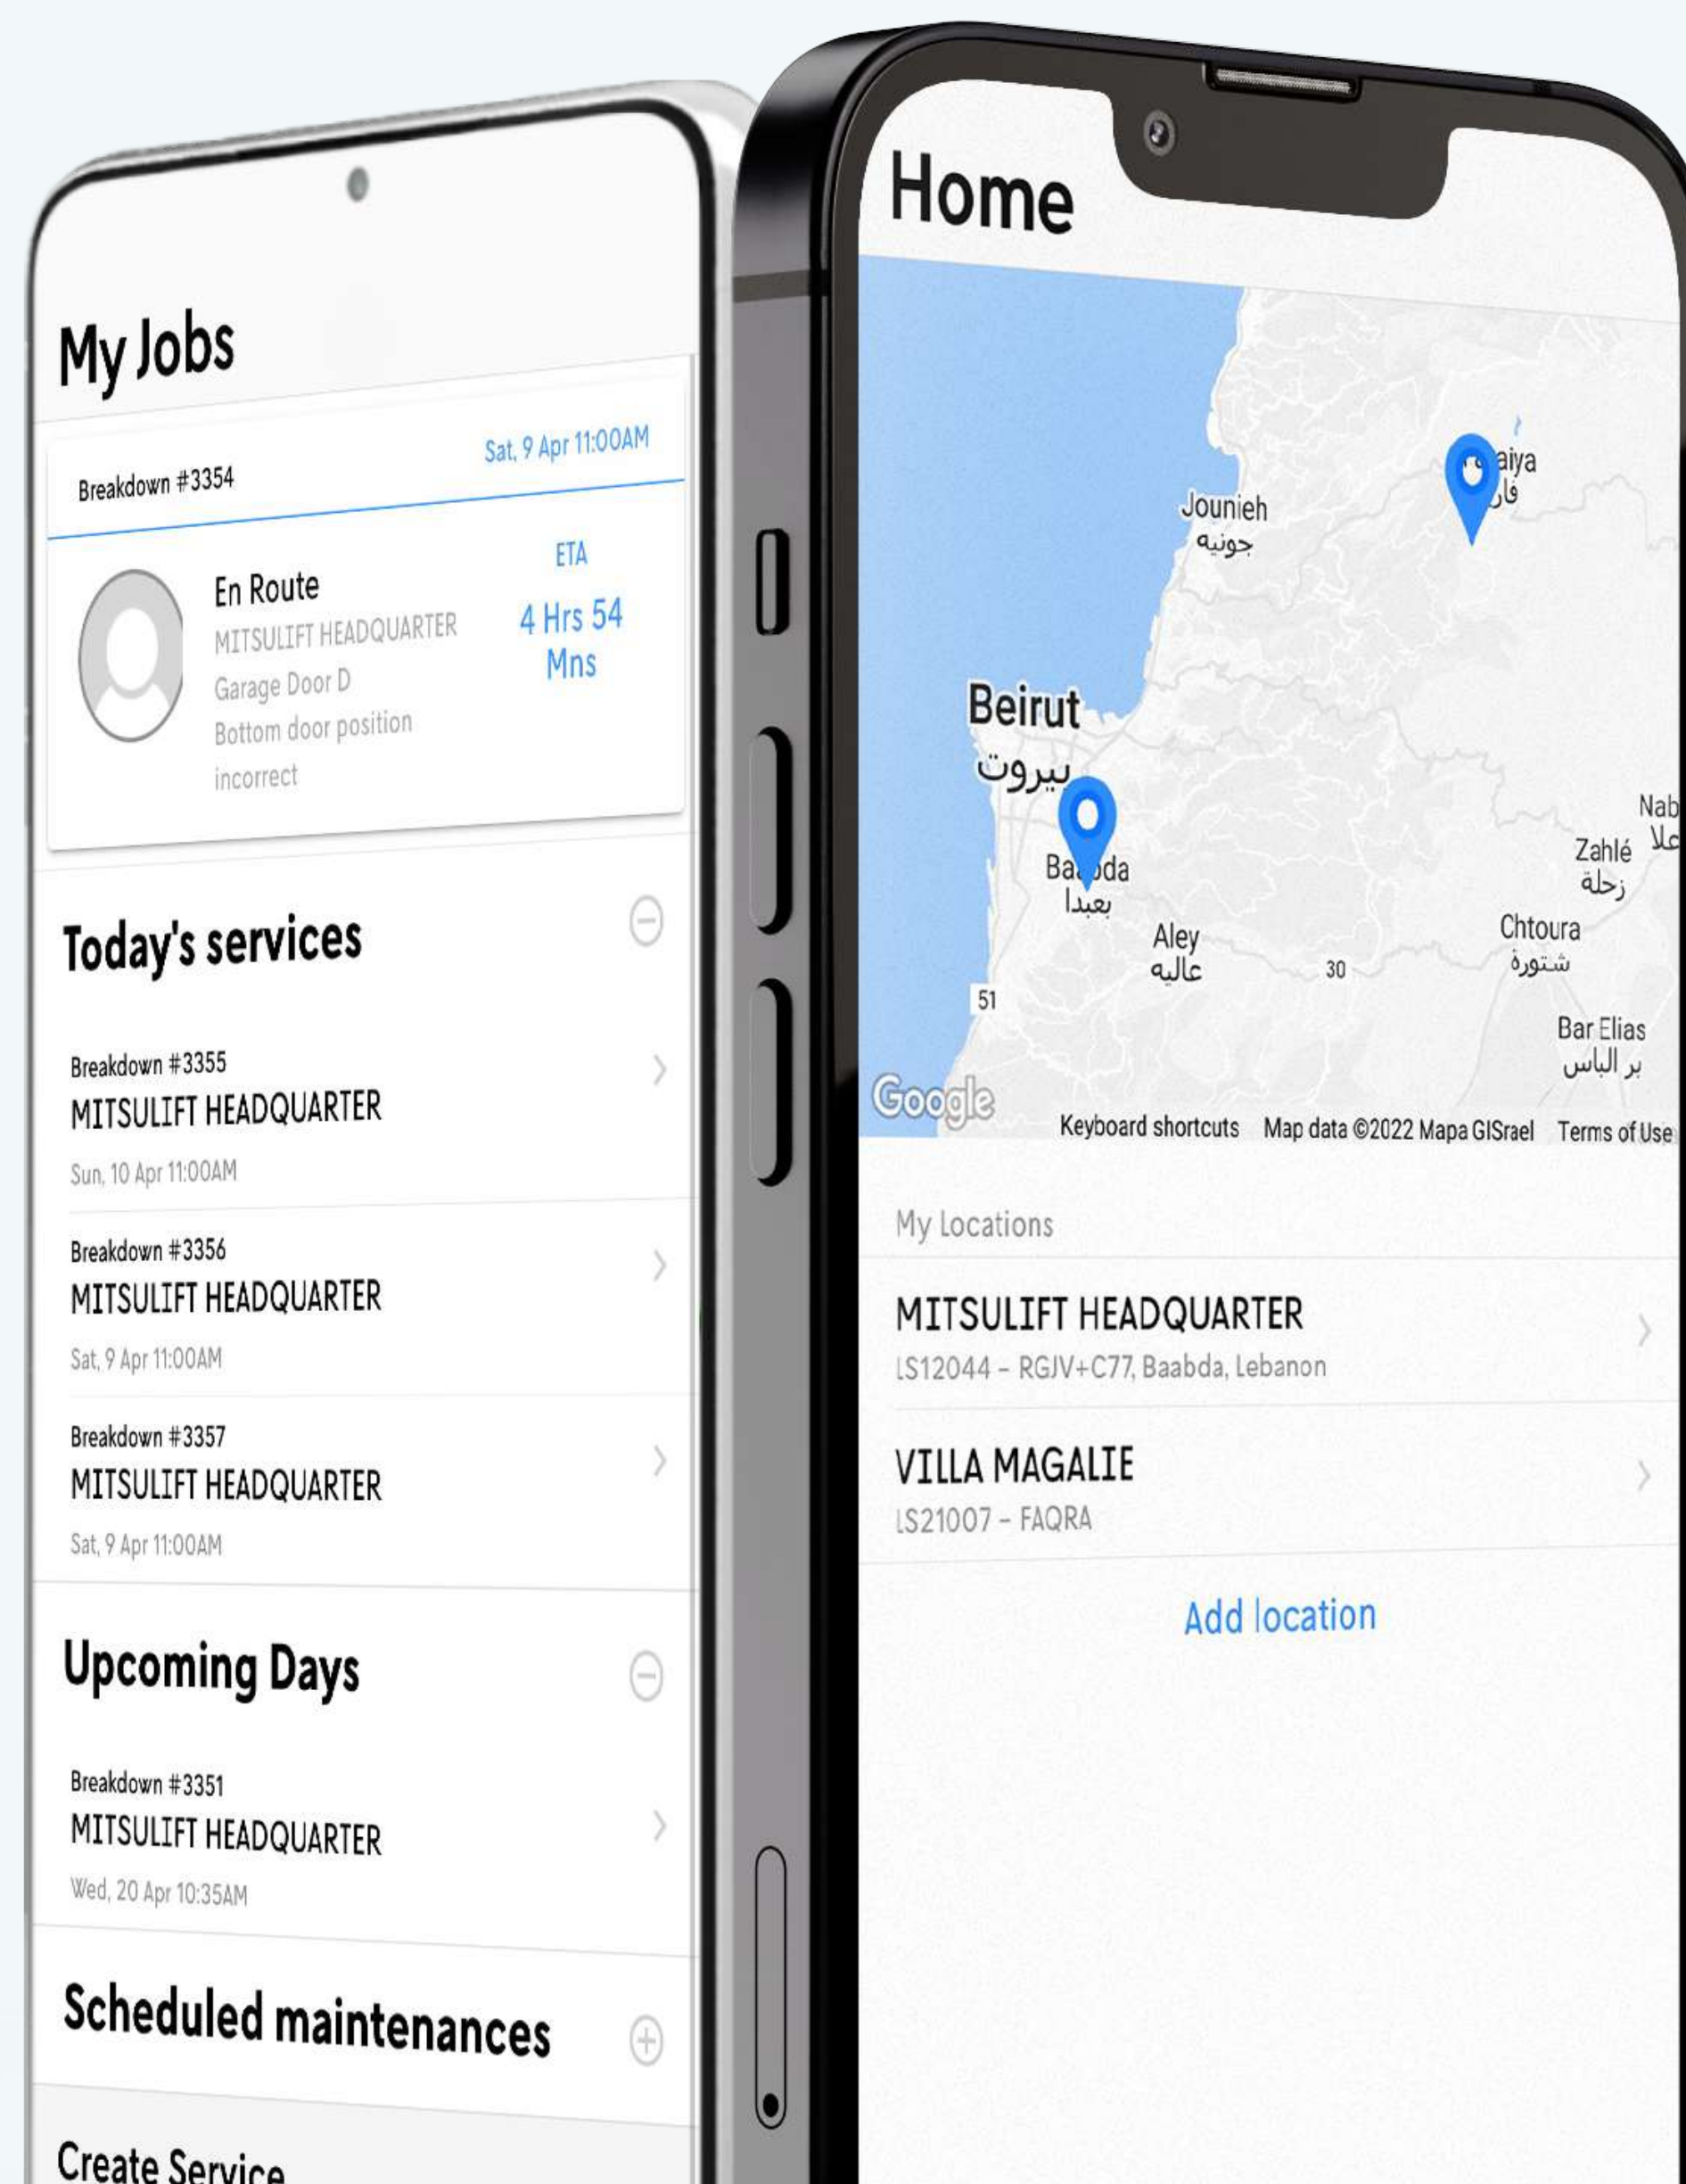 My Jobs
Breakdown #3354
Sat, 9 Apr 11:00AM
En Route
MITSULIFT HEADQUARTER
Garage Door D
Bottom door position
incorrect
ETA
4 Hrs 54
Mns
Today's services
Breakdown #3355
MITSULIFT HEADQUARTER
Sun, 10 Apr 11:00AM
Breakdown #3356
MITSULIFT HEADQUARTER
Sat, 9 Apr 11:00AM
Breakdown #3357
MITSULIFT HEADQUARTER
Sat, 9 Apr 11:00AM
Upcoming Days
Breakdown #3351
MITSULIFT HEADQUARTER
Wed, 20 Apr 10:35AM
Scheduled maintenances
Create Service
Home
Jounieh
جونيه
Beirut
بيروت
بعبدا
Aley
عاليه
30
51
Zahlé
زحلة
Chtoura
شتورة
Bar Elias
بر الياس
Google
Keyboard shortcuts Map data ©2022 Mapa GISrael Terms of Use
My Locations
MITSULIFT HEADQUARTER
LS12044 – RGJV+C77, Baabda, Lebanon
VILLA MAGALIE
LS21007 – FAQRA
Add location